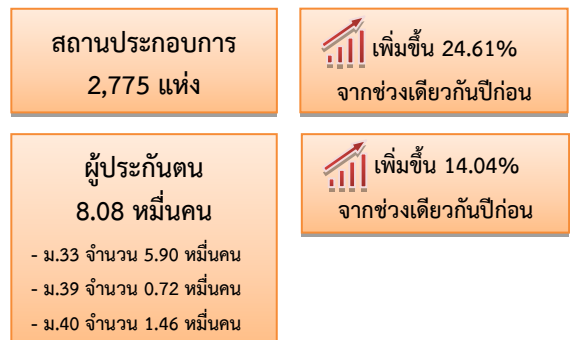 สถานประกอบการ
2,775 แห่ง
เพิ่มขึ้น 24.61%
จากช่วงเดียวกันปีก่อน
ผู้ประกันตน
8.08 หมื่นคน
- ม.33 จำนวน 5.90 หมื่นคน
- ม.39 จำนวน 0.72 หมื่นคน
- ม.40 จำนวน 1.46 หมื่นคน
เพิ่มขึ้น 14.04%
จากช่วงเดียวกันปีก่อน